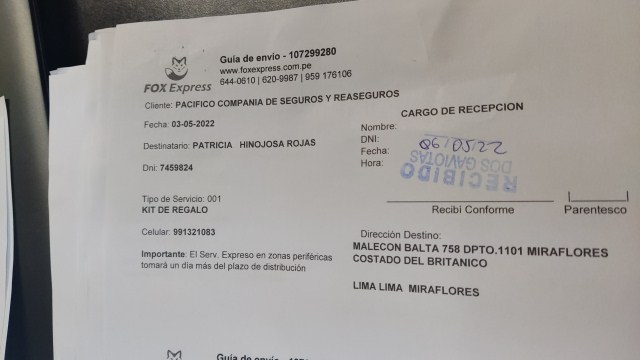 Guía de envio - 107299280
www.foxexpress.com.pe
644-0610 | 620-9987 | 959 176106
FOX Express
Cliente: PACIFICO COMPANIA DE SEGUROS Y REASEGUROS
Fecha: 03-05-2022
Destinatario: PATRICIA HINOJOSA ROJAS
Dni: 7459824
Tipo de Servicio: 001
KIT DE REGALO
Celular: 991321083
Importante: El Serv. Expreso en zonas periféricas
tomará un día más del plazo de distribución
CARGO DE RECEPCION
Nombre:
DNI:
Fecha:
Hora:
06/05/22
DOS GAVIOTAS
RECIBIDO
Recibí Conforme
Parentesco
Dirección Destino:
MALECON BALTA 758 DPTO.1101 MIRAFLORES
COSTADO DEL BRITANICO
LIMA LIMA MIRAFLORES
Guía de envio - 107